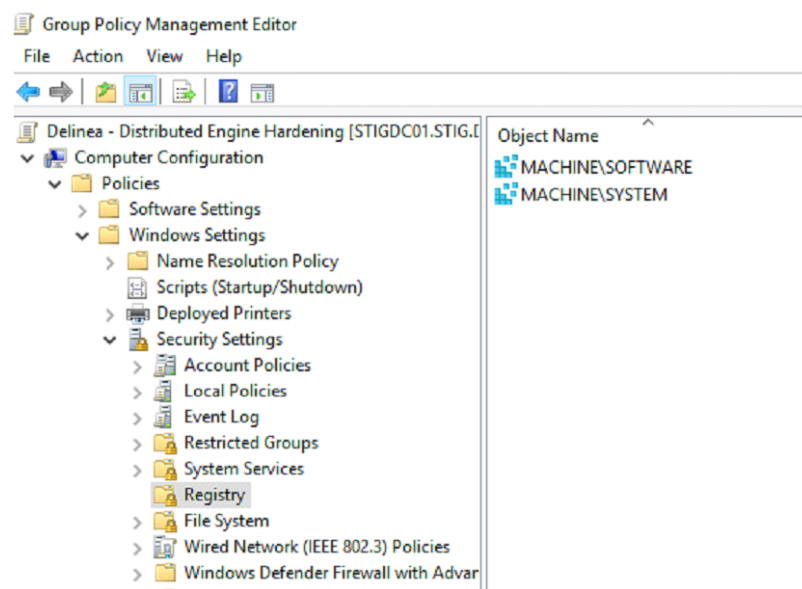 Group Policy Management Editor
File Action View Help
Delinea - Distributed Engine Hardening [STIGDC01.STIG.
Computer Configuration
Policies
Software Settings
Windows Settings
Name Resolution Policy
Scripts (Startup/Shutdown)
Deployed Printers
Security Settings
Account Policies
Local Policies
Event Log
Restricted Groups
System Services
Registry
File System
Wired Network (IEEE 802.3) Policies
Windows Defender Firewall with Advar
Object Name
MACHINE\SOFTWARE
MACHINE\SYSTEM